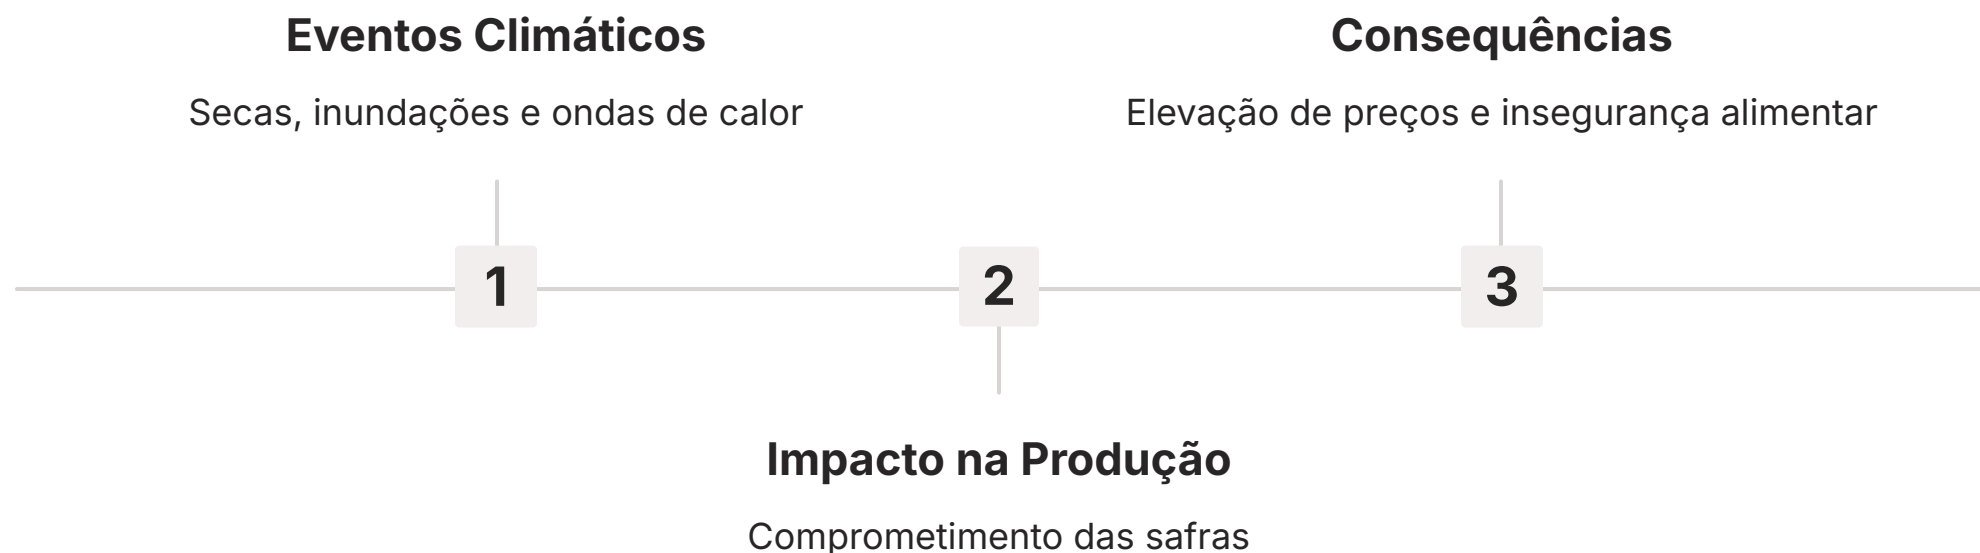 Eventos Climáticos
Secas, inundações e ondas de calor
Consequências
Elevação de preços e insegurança alimentar
1
2
3
Impacto na Produção
Comprometimento das safras